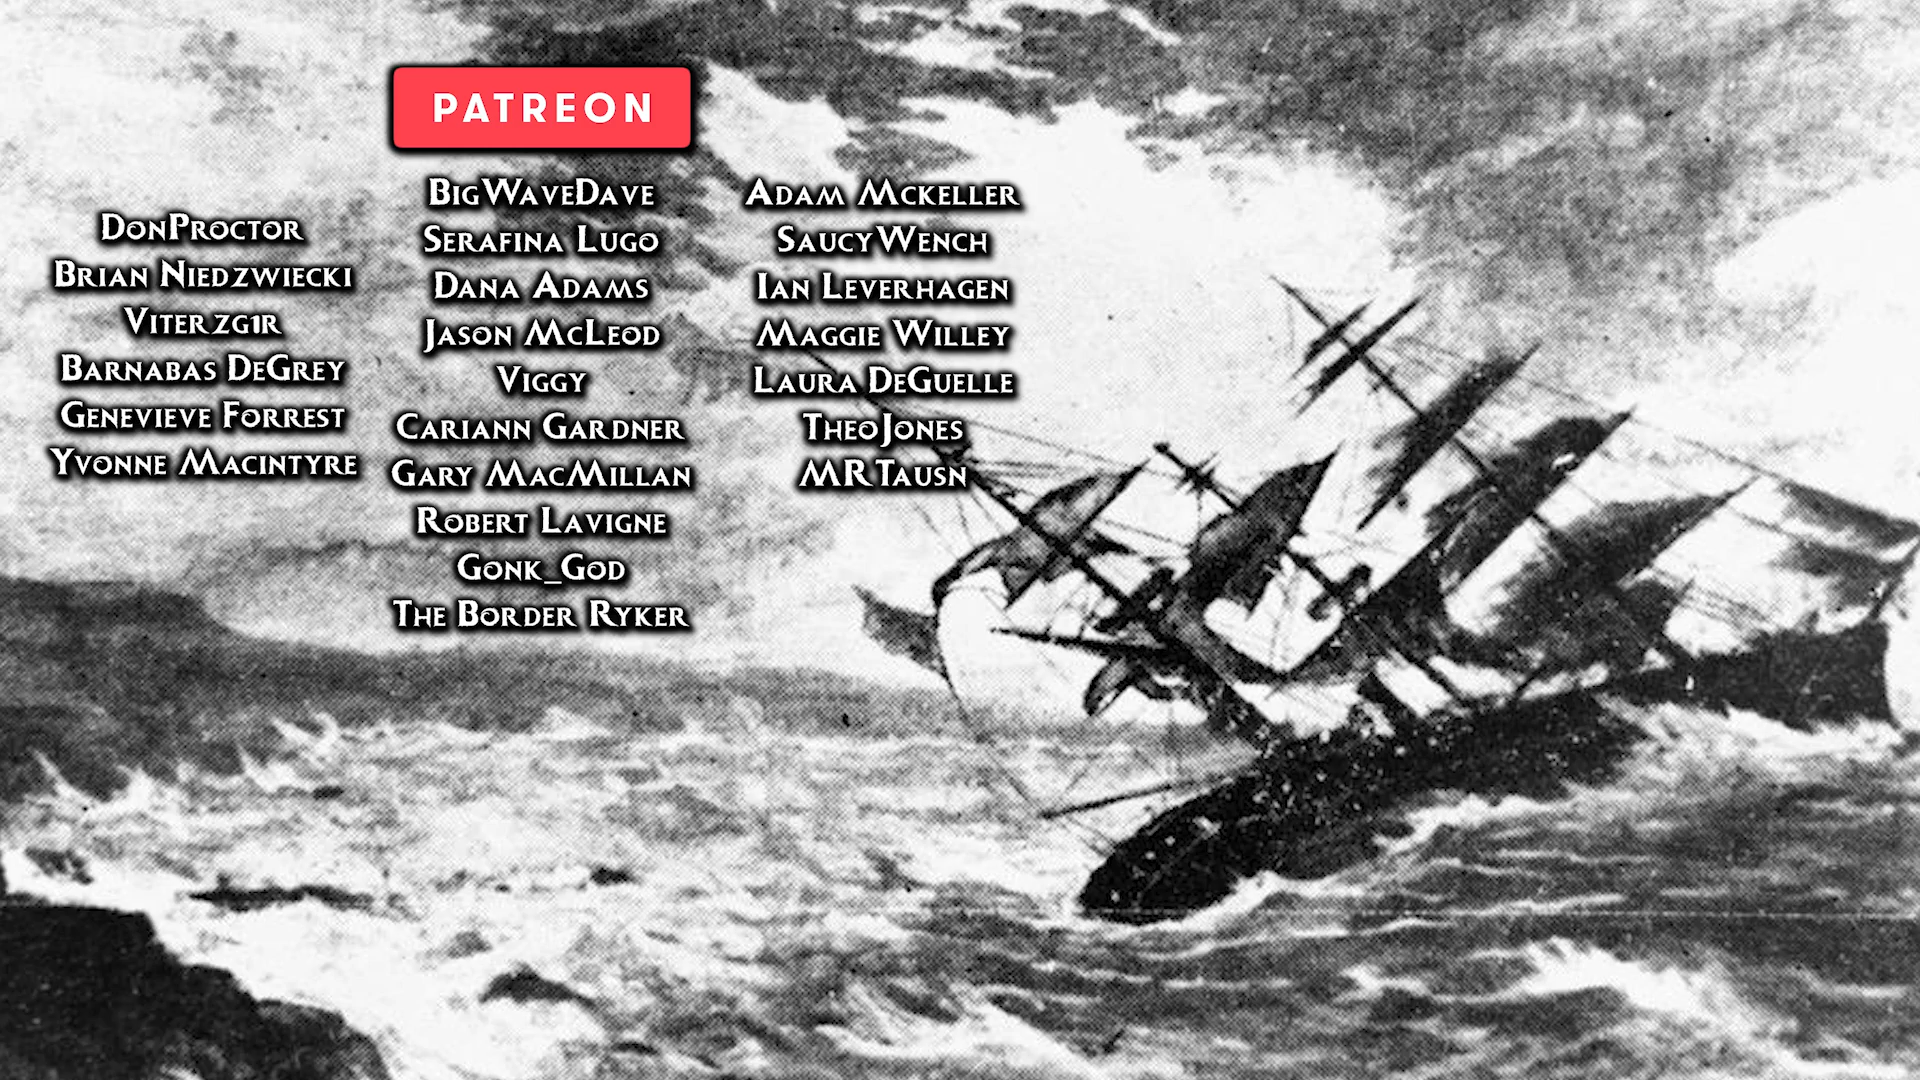 PATREON
DonProctor
Brian Niedzwiecki
Viterzg1r
Barnabas DeGrey
Genevieve Forrest
Yvonne Macintyre
BigWaveDave
Serafina Lugo
Dana Adams
Jason McLeod
Viggy
Cariann Gardner
Gary MacMillan
Robert Lavigne
Gonk_God
The Border Ryker
Adam Mckeller
SaucyWench
Ian Leverhagen
Maggie Willey
Laura DeGuelle
TheoJones
MRTausn